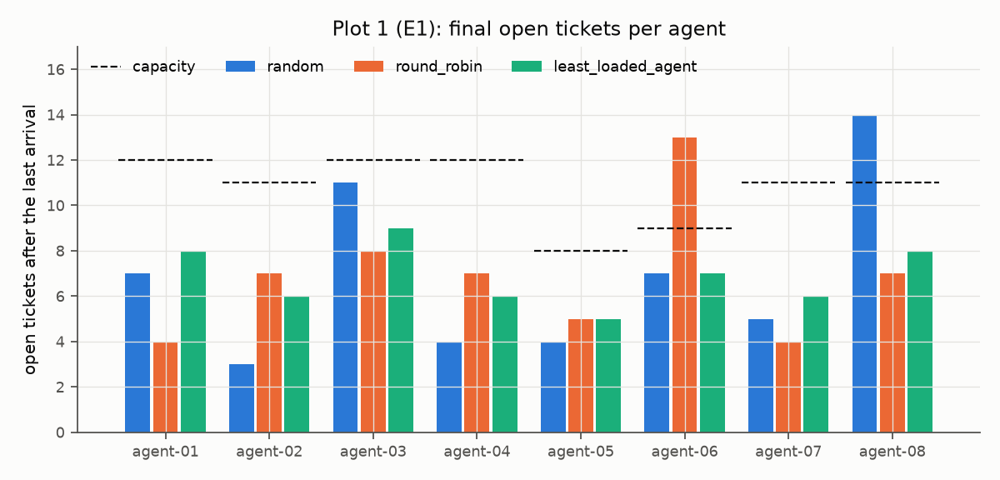 Plot 1 (E1): final open tickets per agent
capacity random round_robin least_loaded_agent
open tickets after the last arrival
16
14
12
10
8
6
4
2
0
agent-01 agent-02 agent-03 agent-04 agent-05 agent-06 agent-07 agent-08